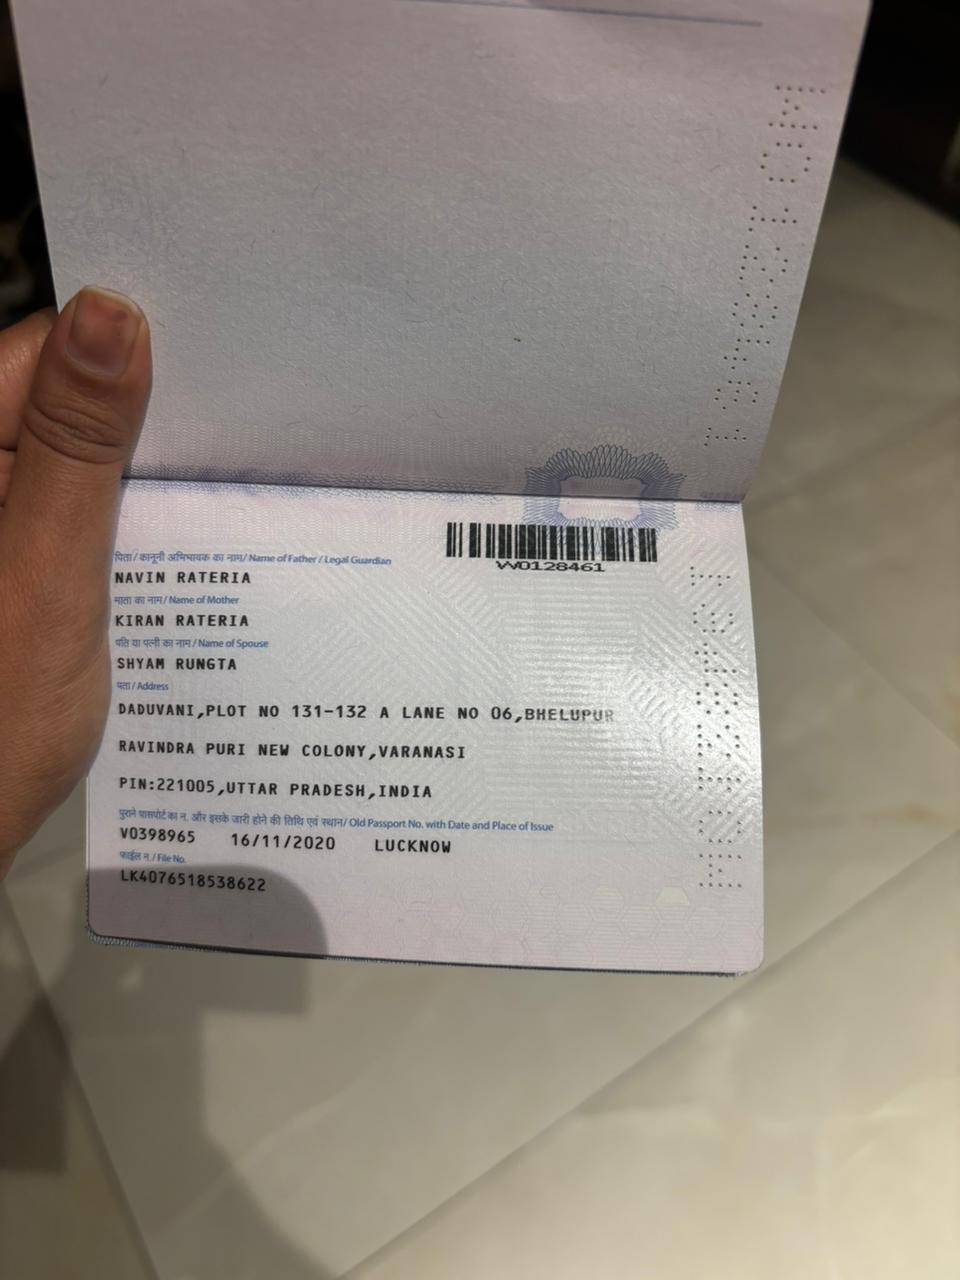 W0128461
पिता / कानूनी अभिभावक का नाम/ Name of Father / Legal Guardian
NAVIN RATERIA
माता का नाम / Name of Mother
KIRAN RATERIA
पति या पत्नी का नाम / Name of Spouse
SHYAM RUNGTA
पता / Address
DADUVANI,PLOT NO 131-132 A LANE NO 06,BHELUPUR
RAVINDRA PURI NEW COLONY,VARANASI
PIN:221005,UTTAR PRADESH,INDIA
पुराने पासपोर्ट का न. और इसके जारी होने की तिथि एवं स्थान/ Old Passport No. with Date and Place of Issue
V0398965 16/11/2020 LUCKNOW
फाईल न. / File No.
LK4076518538622